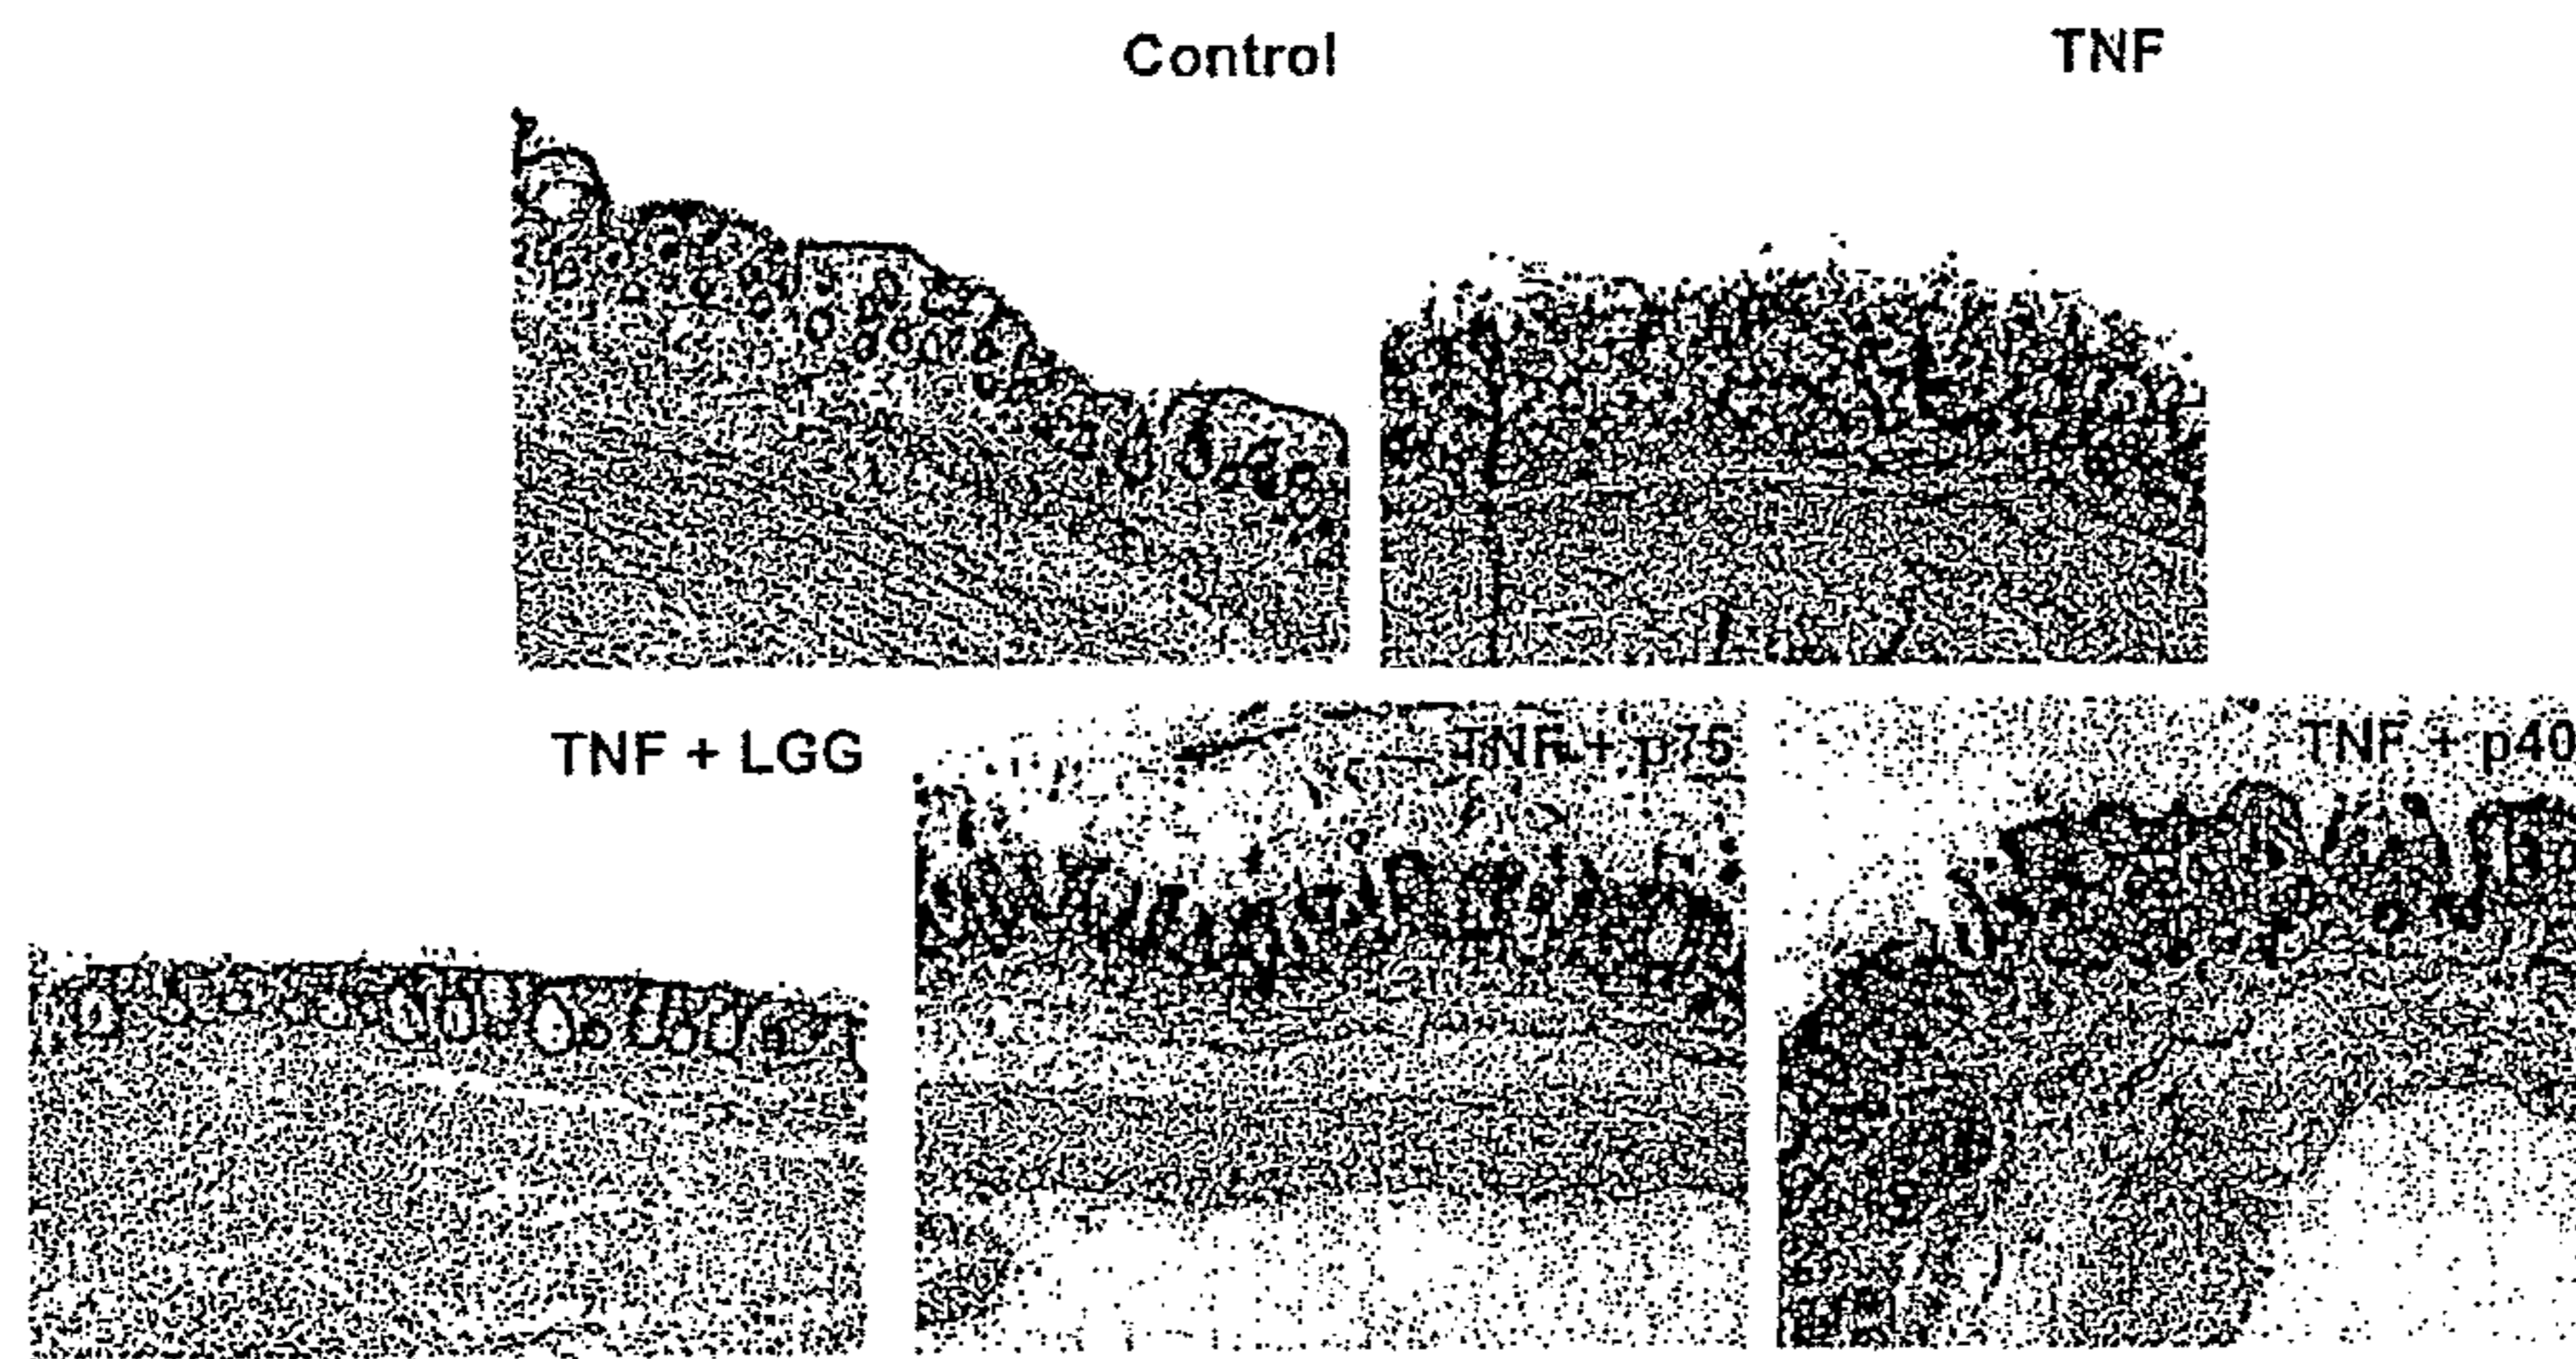 Control
TNF
TNF + LGG
TNF + p75
TNF + p40